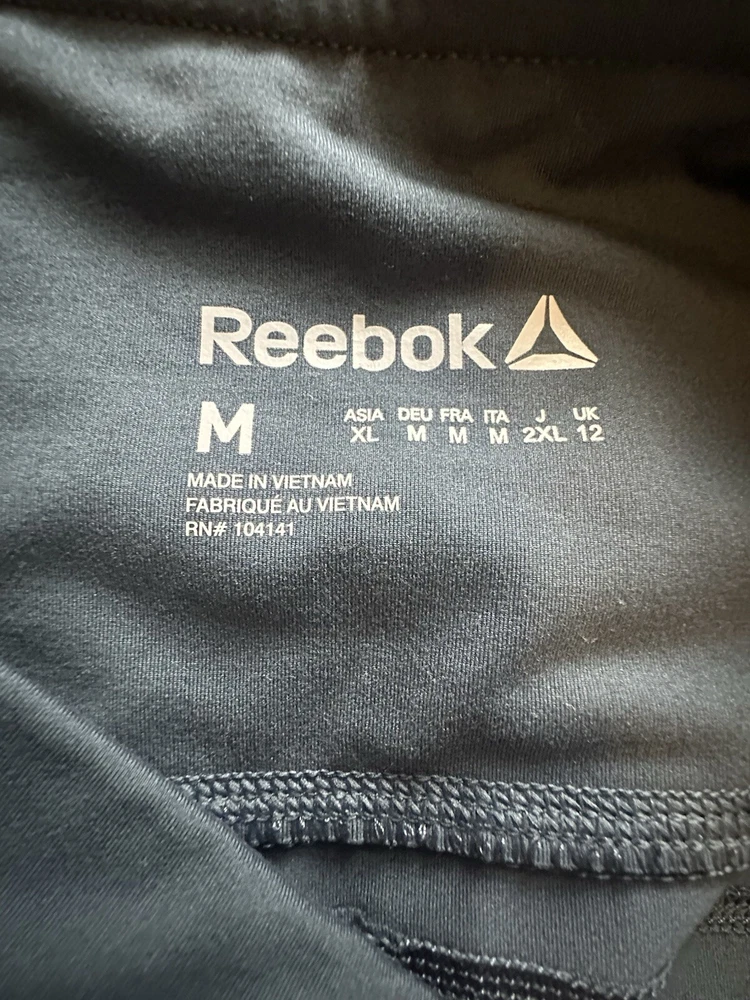 Reebok
M
ASIA DEU FRA ITA J UK
XL M M M 2XL 12
MADE IN VIETNAM
FABRIQUÉ AU VIETNAM
RN# 104141